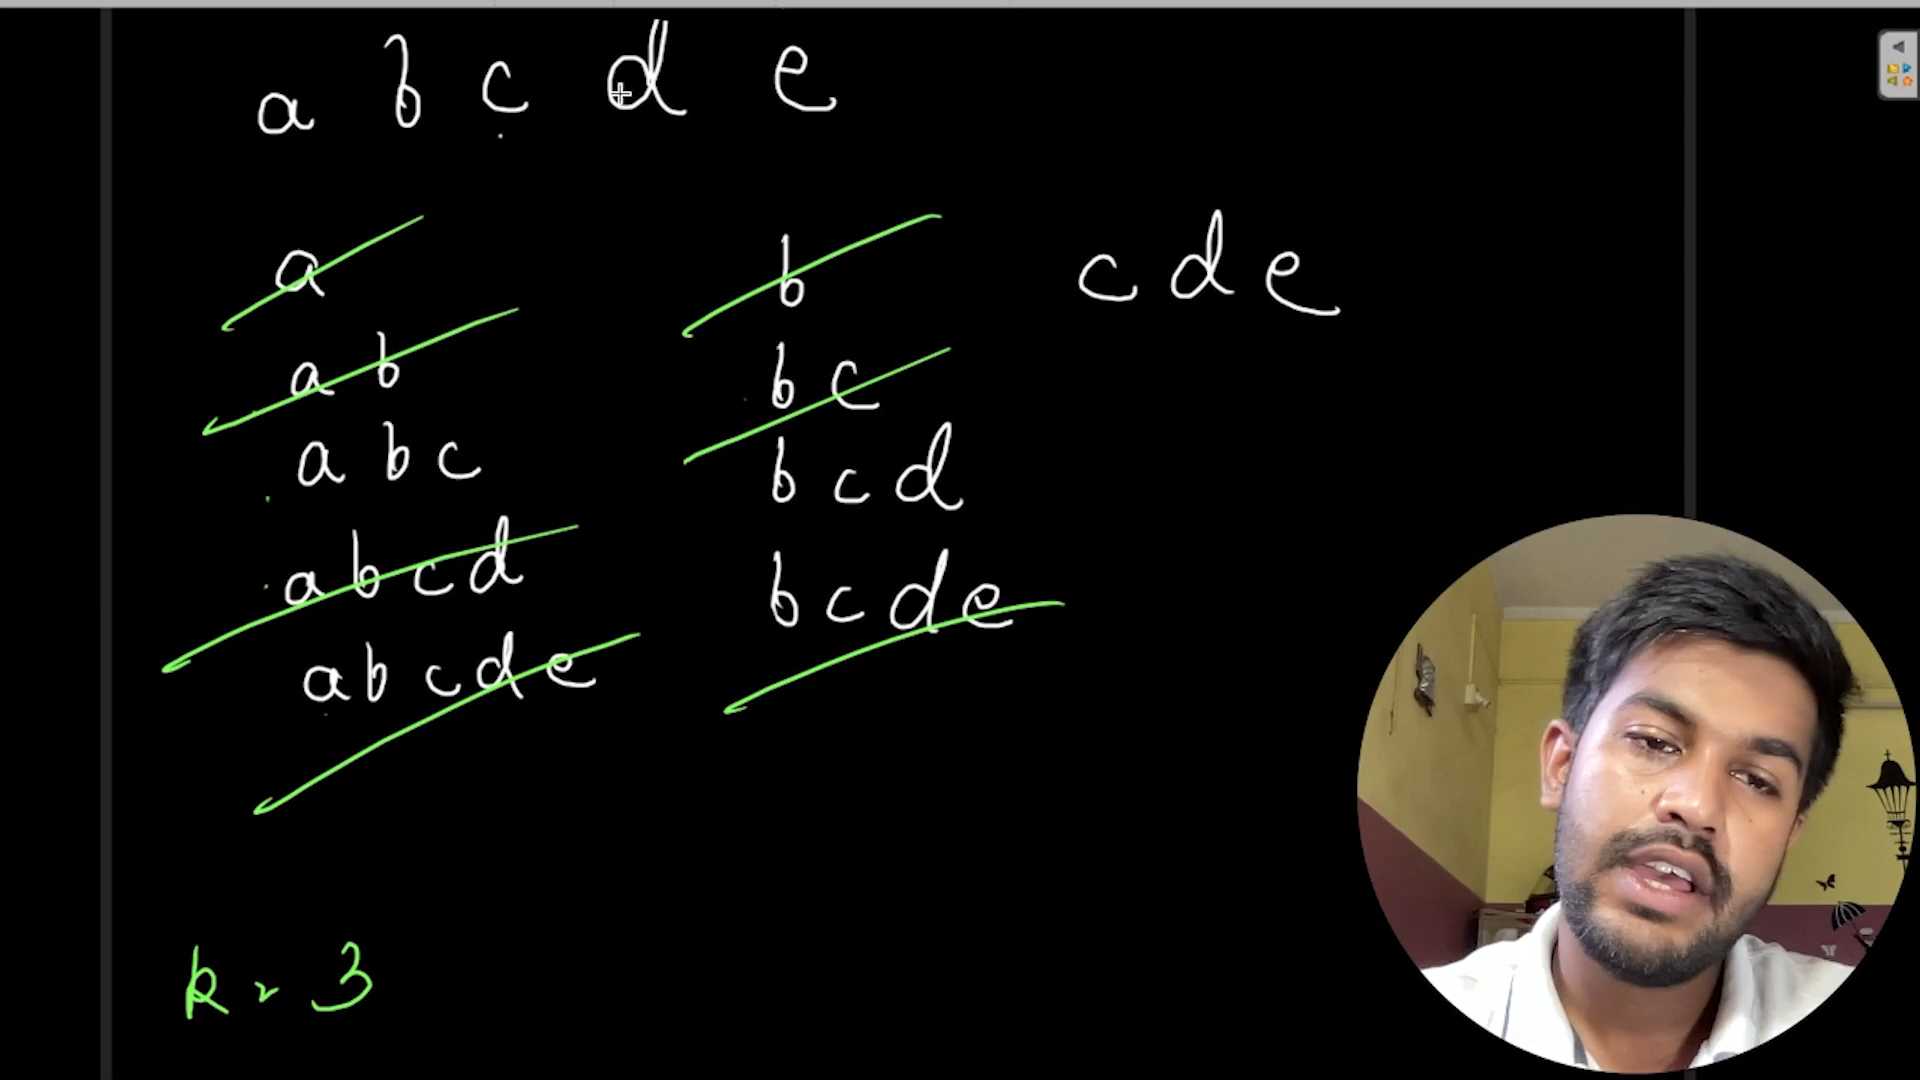 a b c d e
a
a b
a b c
a b c d
a b c d e
b
b c
b c d
b c d e
c d e
k = 3